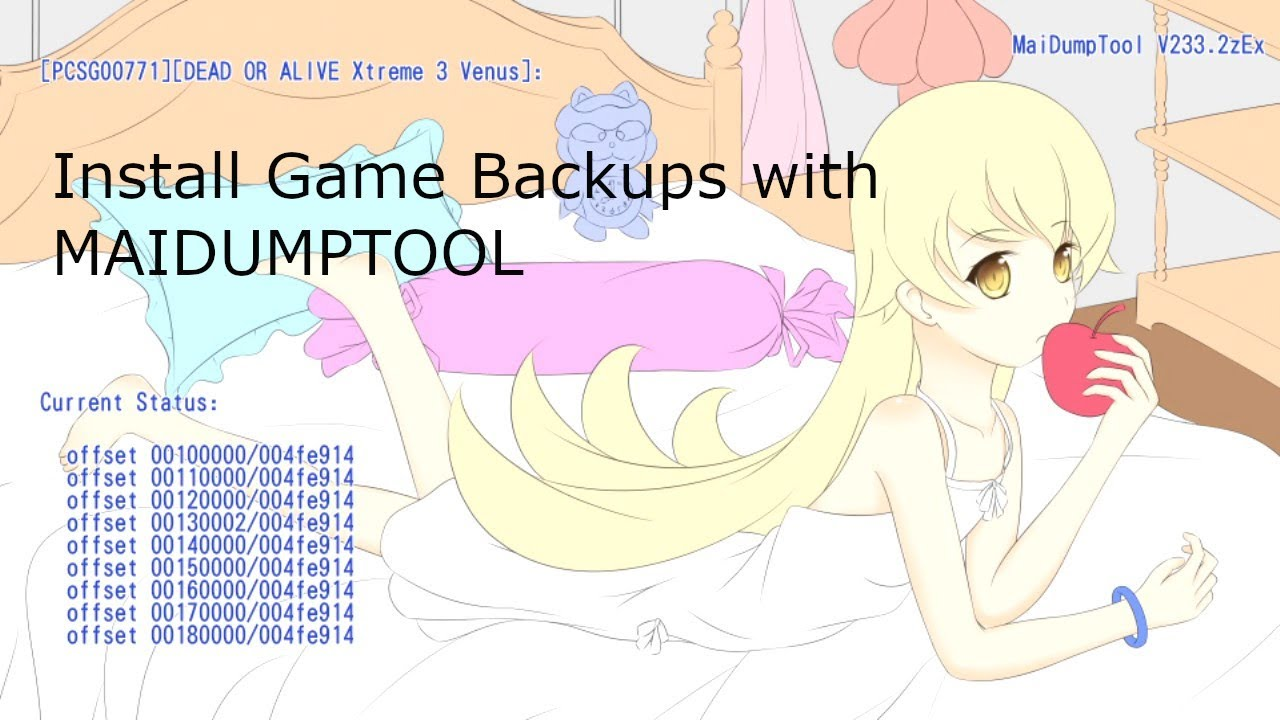 MaiDumpTool V233.2zEx
[PCSG00771][DEAD OR ALIVE Xtreme 3 Venus]:
Install Game Backups with
MAIDUMPTOOL
Current Status:
offset 00100000/004fe914
offset 00110000/004fe914
offset 00120000/004fe914
offset 00130002/004fe914
offset 00140000/004fe914
offset 00150000/004fe914
offset 00160000/004fe914
offset 00170000/004fe914
offset 00180000/004fe914